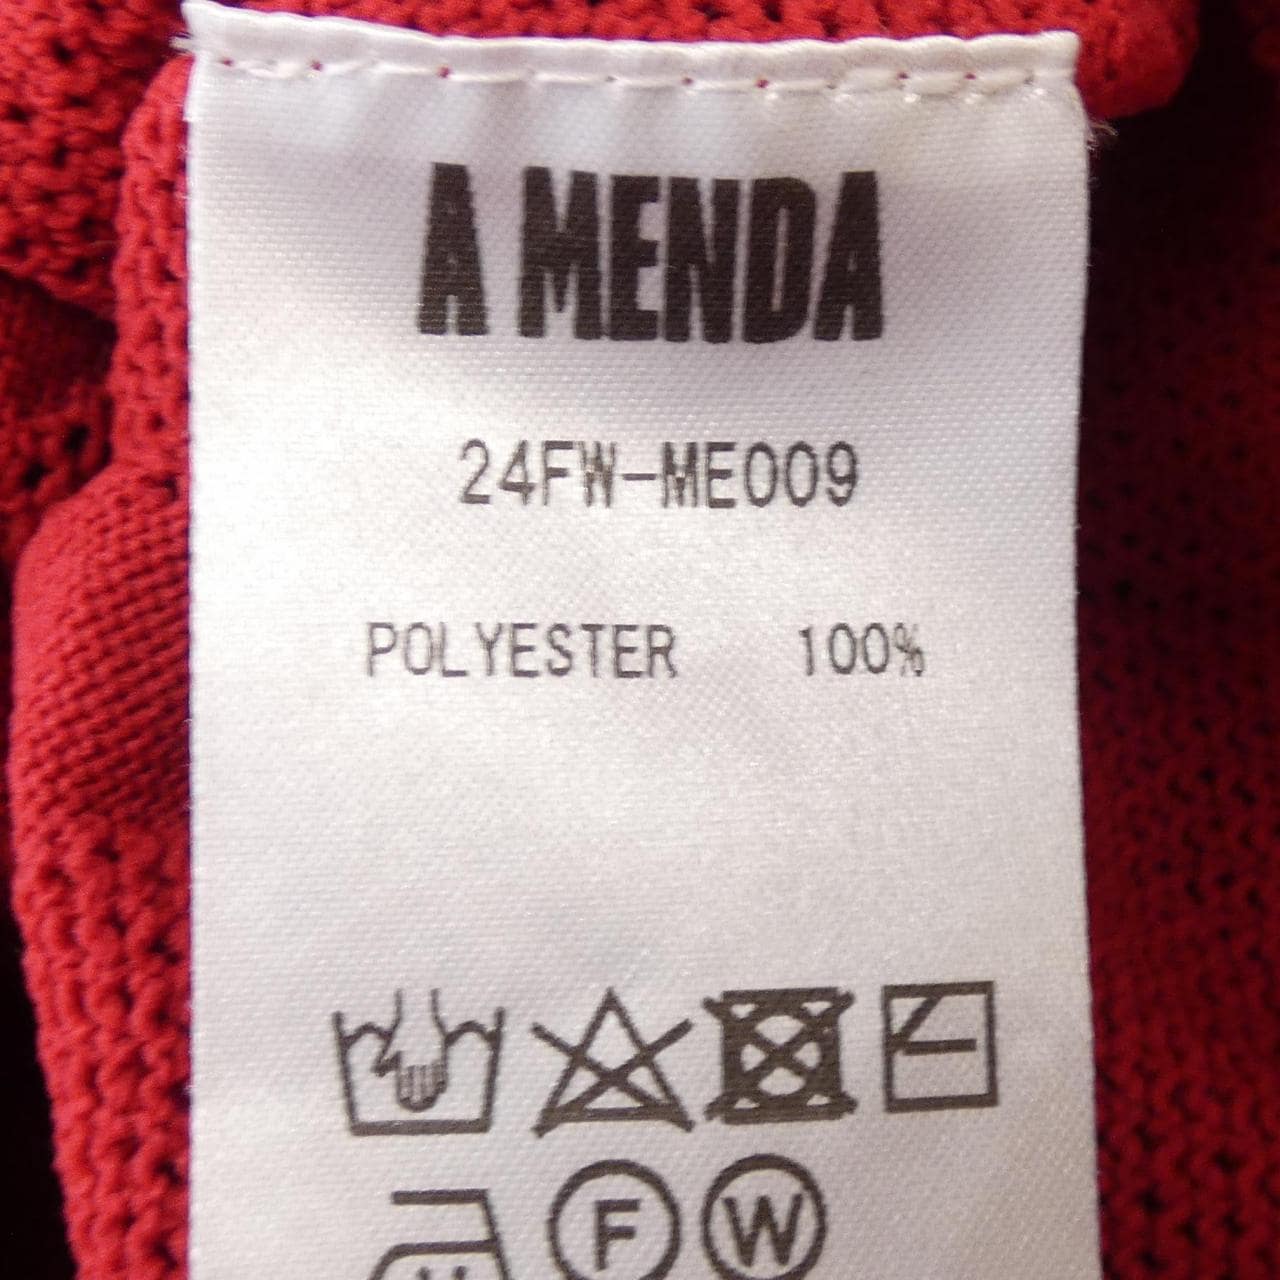 A MENDA
24FW-ME009
POLYESTER 100%
F W